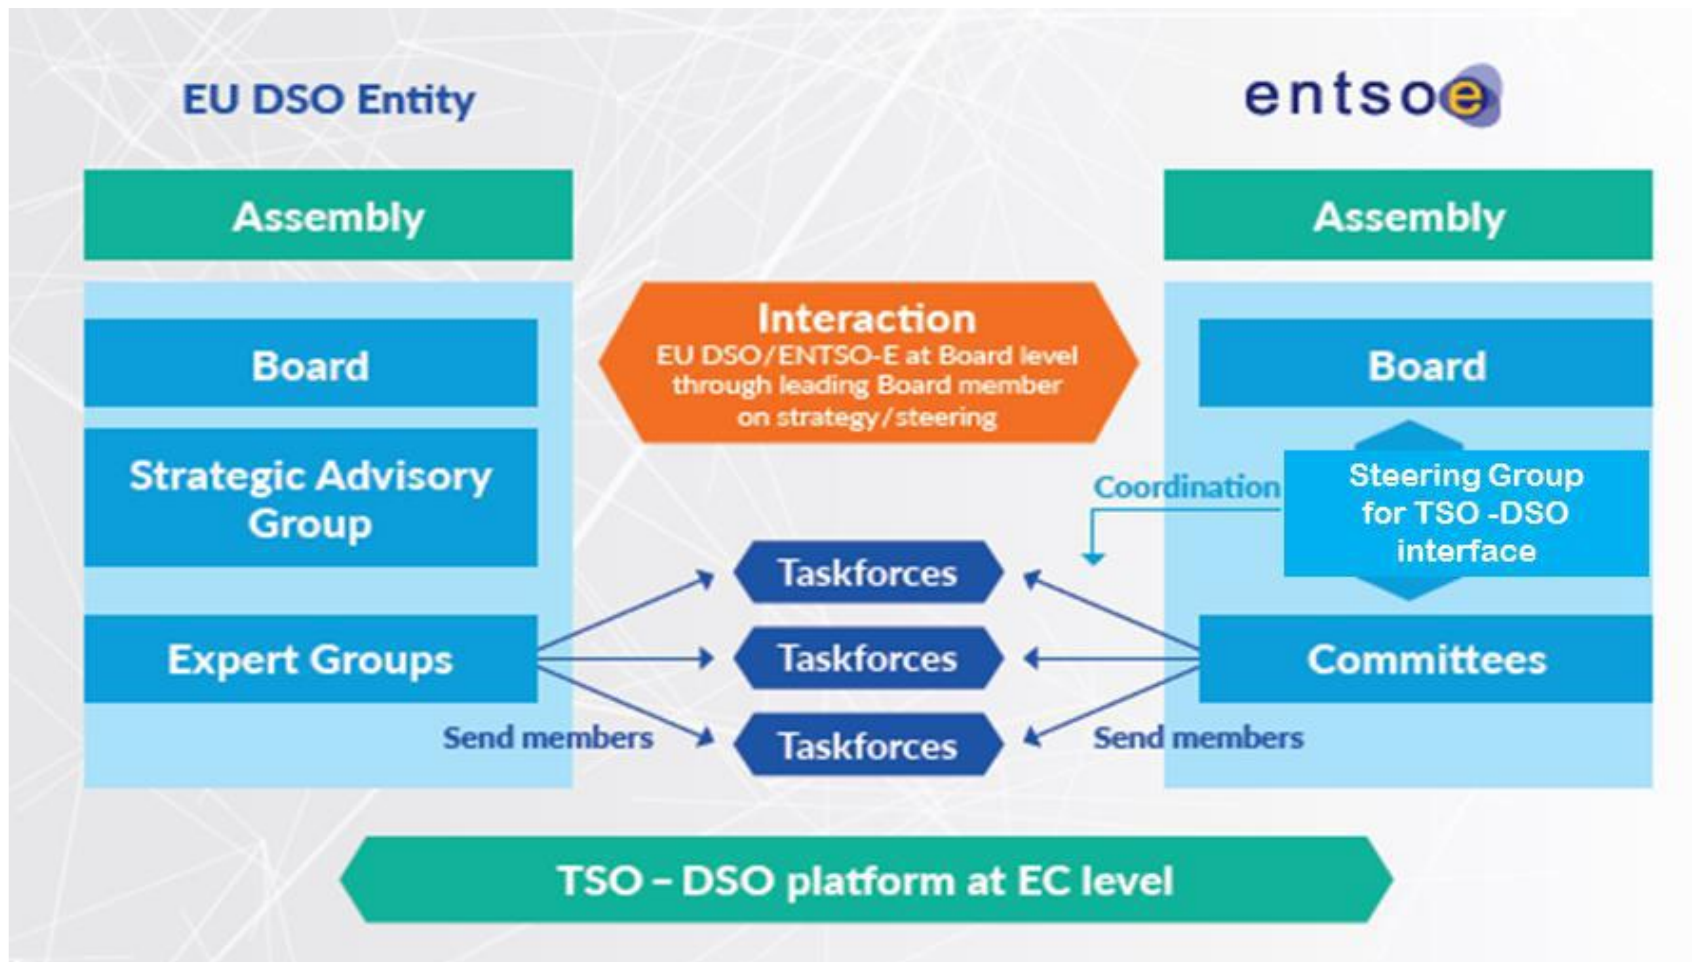 EU DSO Entity
entsoe
Assembly
Assembly
Board
Strategic Advisory
Group
Expert Groups
Send members
Interaction
EU DSO/ENTSO-E at Board level
through leading Board member
on strategy/steering
Taskforces
Taskforces
Taskforces
Board
Coordination
Steering Group
for TSO -DSO
interface
Committees
Send members
TSO – DSO platform at EC level